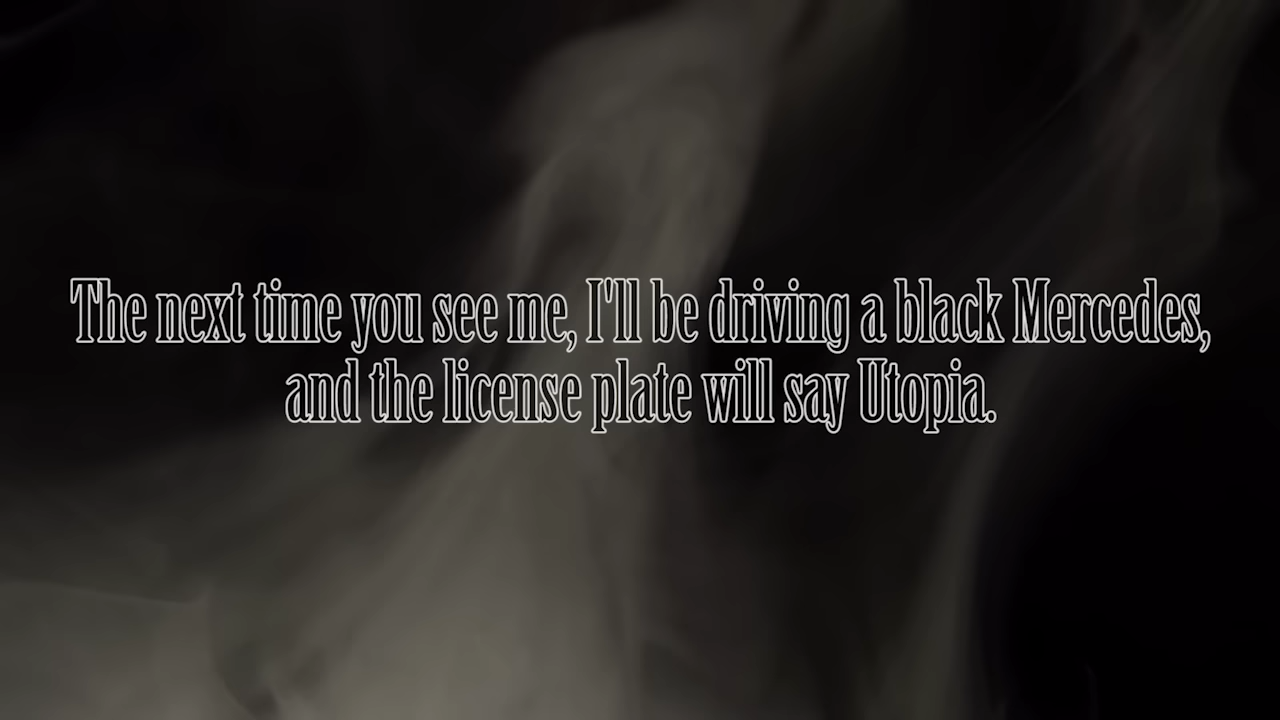 The next time you see me, I'll be driving a black Mercedes,
and the license plate will say Utopia.